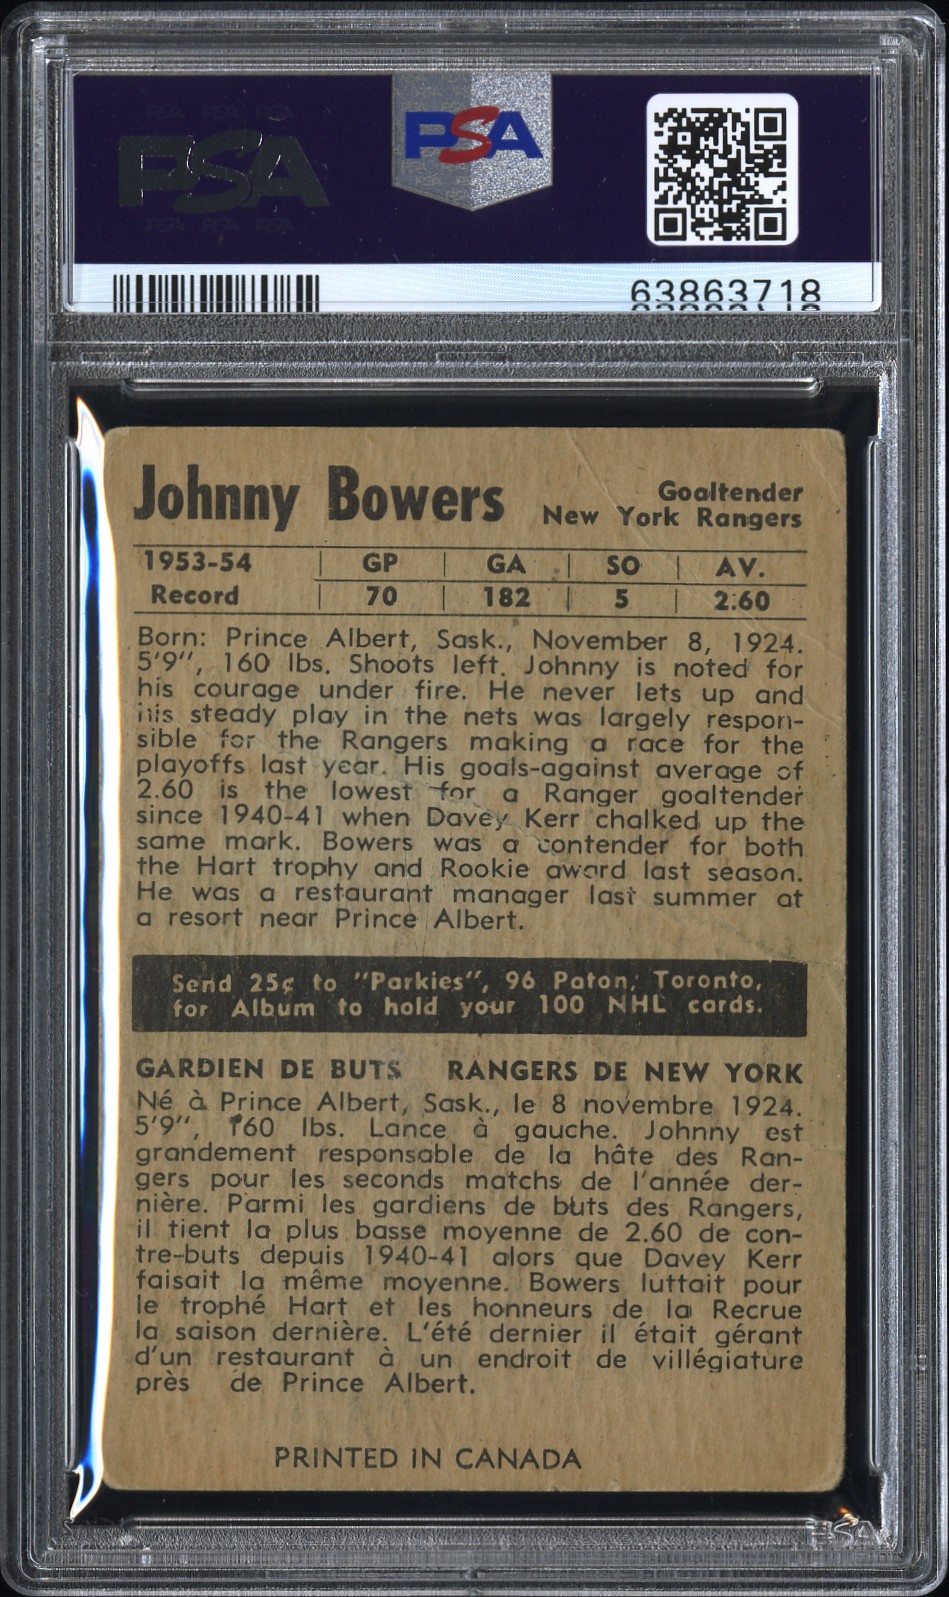 PSA PSA PSA
PSA
PSA PSA PSA
PSA
63863718
Johnny Bowers
Goaltender
New York Rangers
1953-54 GP GA SO AV.
Record 70 182 5 2.60
Born: Prince Albert, Sask., November 8, 1924.
5'9", 160 lbs. Shoots left. Johnny is noted for
his courage under fire. He never lets up and
his steady play in the nets was largely respon-
sible for the Rangers making a race for the
playoffs last year. His goals-against average of
2.60 is the lowest for a Ranger goaltender
since 1940-41 when Davey Kerr chalked up the
same mark. Bowers was a contender for both
the Hart trophy and Rookie award last season.
He was a restaurant manager last summer at
a resort near Prince Albert.
Send 25¢ to "Parkies", 96 Paton, Toronto,
for Album to hold your 100 NHL cards.
GARDIEN DE BUTS RANGERS DE NEW YORK
Né à Prince Albert, Sask., le 8 novembre 1924.
5'9", 160 lbs. Lance à gauche. Johnny est
grandement responsable de la hâte des Ran-
gers pour les seconds matchs de l'année der-
nière. Parmi les gardiens de buts des Rangers,
il tient la plus basse moyenne de 2.60 de con-
tre-buts depuis 1940-41 alors que Davey Kerr
faisait la même moyenne. Bowers luttait pour
le trophé Hart et les honneurs de la Recrue
la saison dernière. L'été dernier il était gérant
d'un restaurant à un endroit de villégiature
près de Prince Albert.
PRINTED IN CANADA
PSA